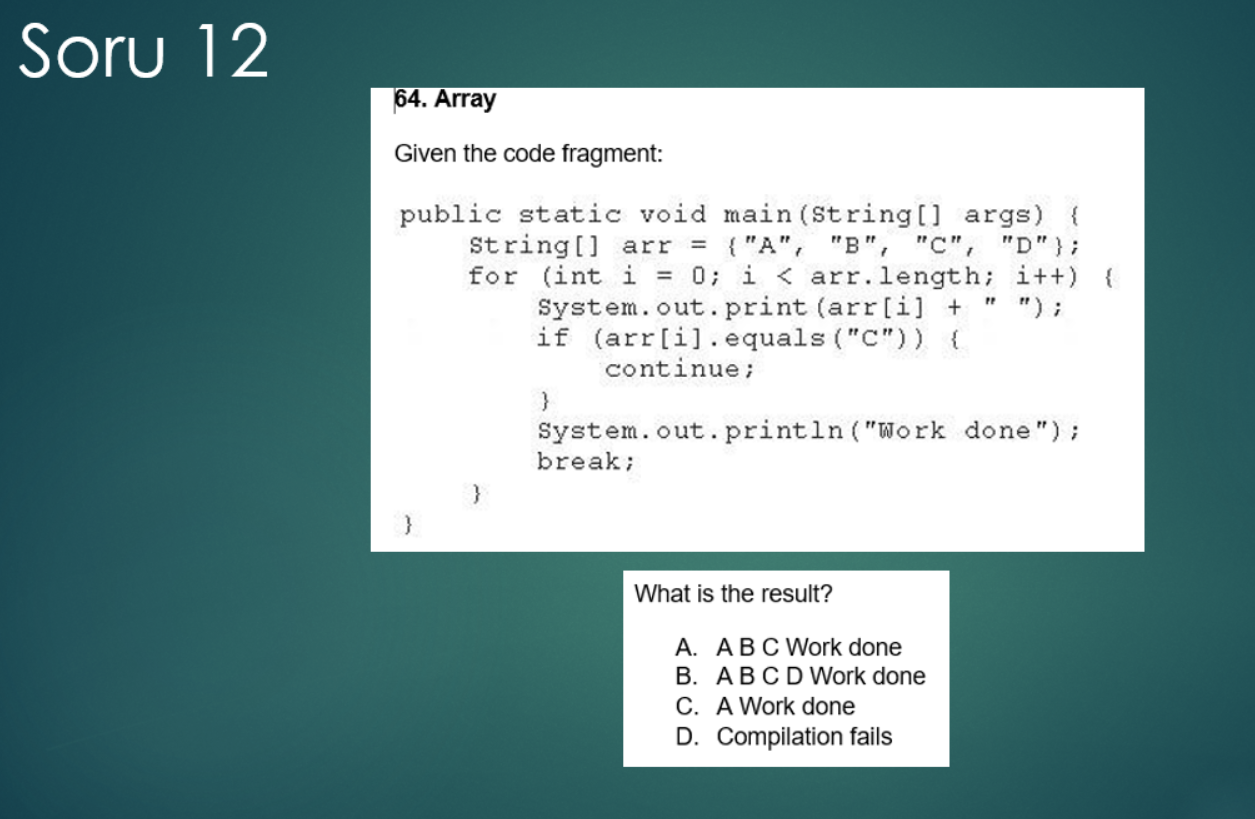 Soru 12
64. Array
Given the code fragment:
public static void main(String[] args) {
String[] arr = {"A", "B", "C", "D"};
for (int i = 0; i < arr.length; i++) {
System.out.print(arr[i] + " ");
if (arr[i].equals("C")) {
continue;
}
System.out.println("Work done");
break;
}
}
What is the result?
A. A B C Work done
B. A B C D Work done
C. A Work done
D. Compilation fails